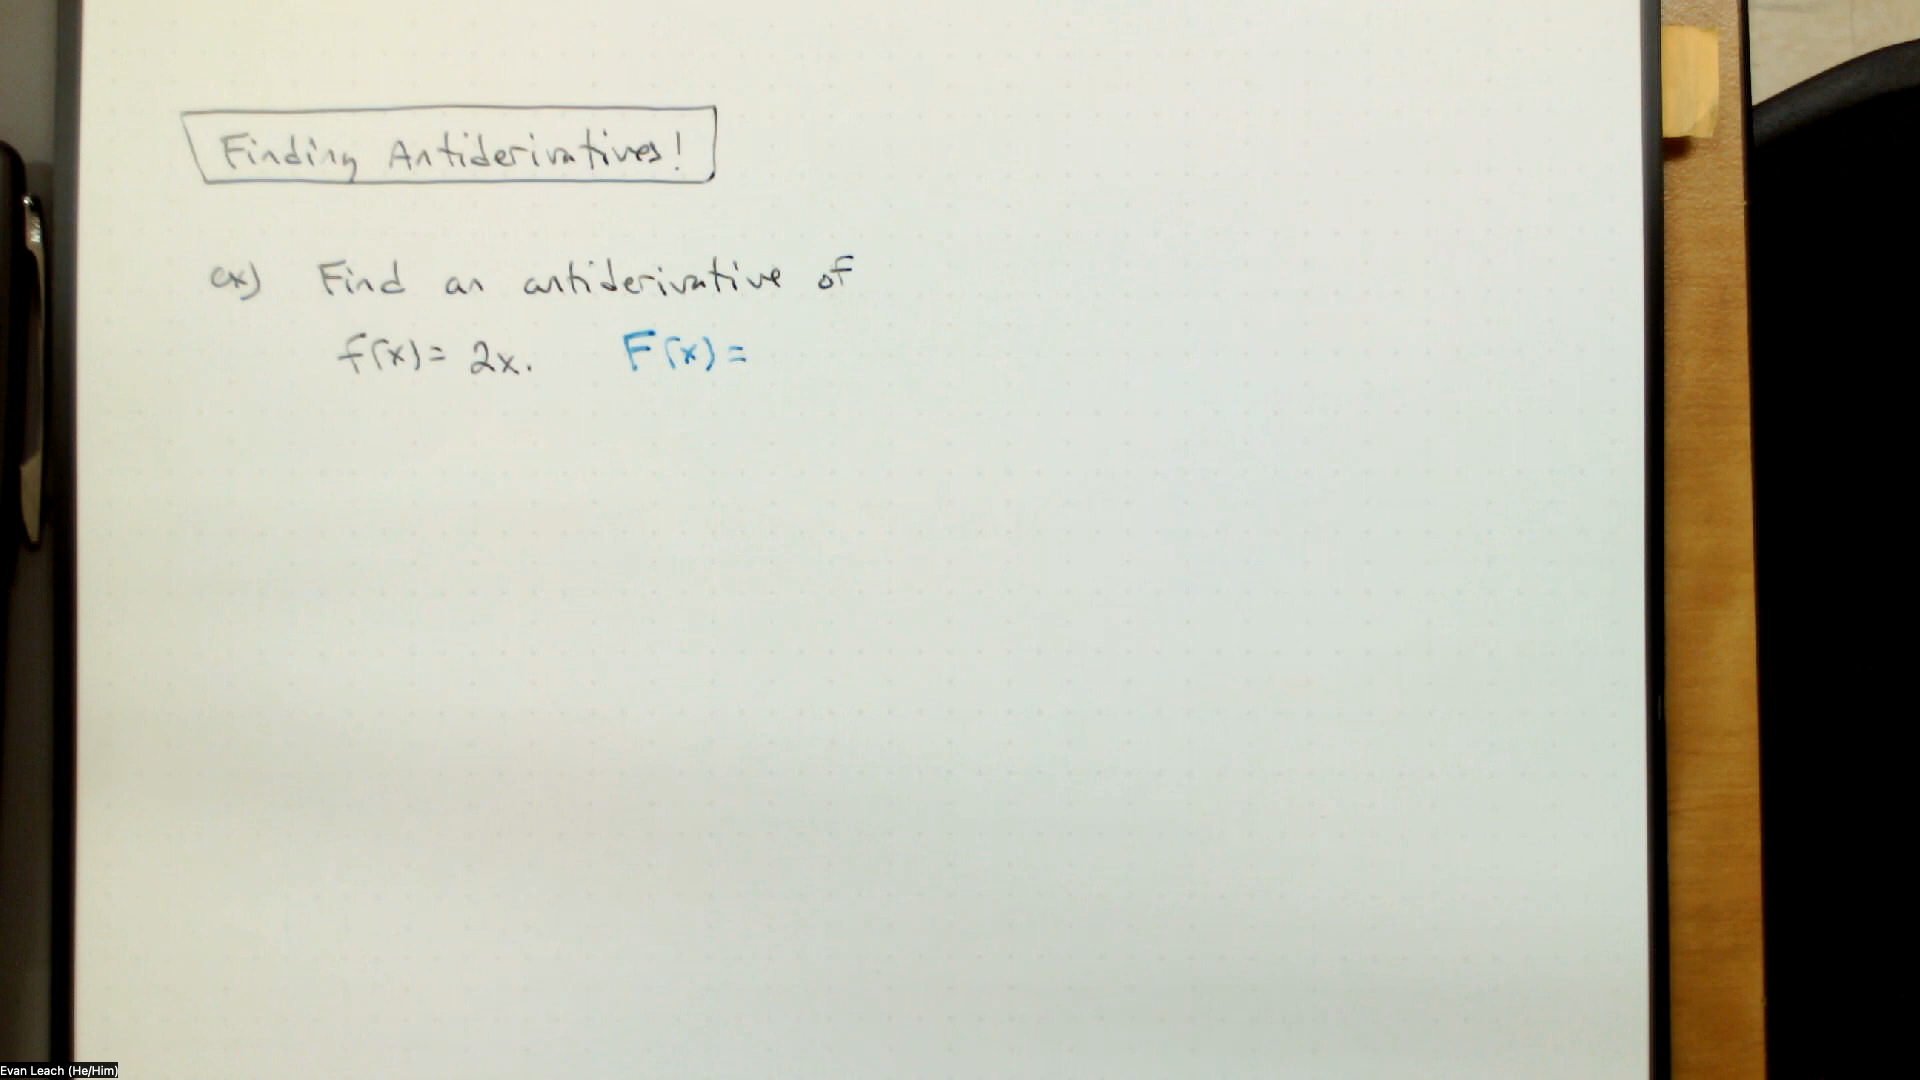 Finding Antiderivatives!
ex) Find an antiderivative of
f(x) = 2x. F(x) =
Evan Leach (He/Him)